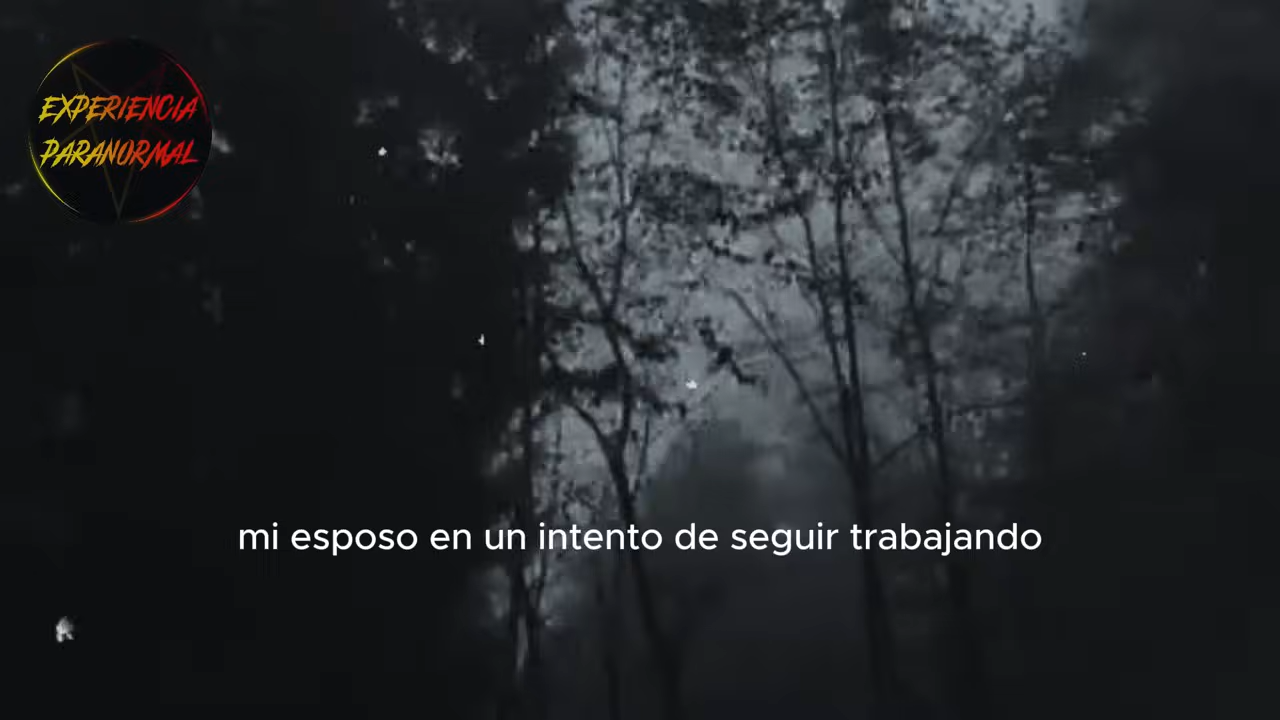 EXPERIENCIA
PARANORMAL
mi esposo en un intento de seguir trabajando